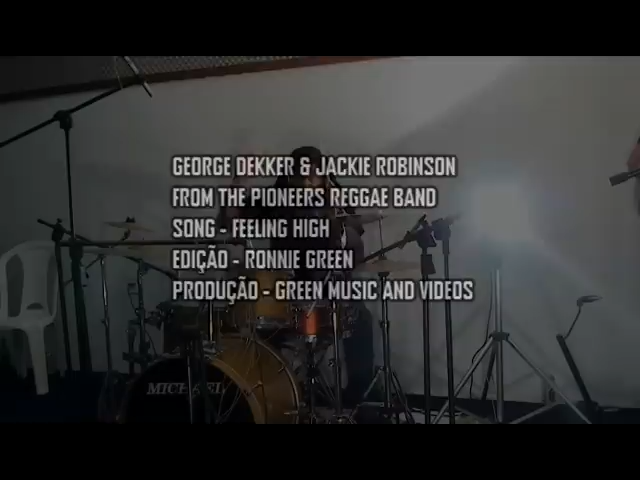 GEORGE DEKKER & JACKIE ROBINSON
FROM THE PIONEERS REGGAE BAND
SONG - FEELING HIGH
EDIÇÃO - RONNIE GREEN
PRODUÇÃO - GREEN MUSIC AND VIDEOS
MICHAEL